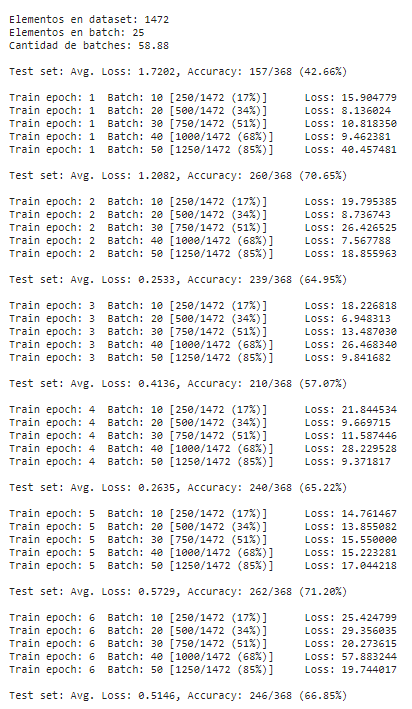 Elementos en dataset: 1472
Elementos en batch: 25
Cantidad de batches: 58.88
Test set: Avg. Loss: 1.7202, Accuracy: 157/368 (42.66%)
Train epoch: 1 Batch: 10 [250/1472 (17%)] Loss: 15.904779
Train epoch: 1 Batch: 20 [500/1472 (34%)] Loss: 8.136024
Train epoch: 1 Batch: 30 [750/1472 (51%)] Loss: 10.818350
Train epoch: 1 Batch: 40 [1000/1472 (68%)] Loss: 9.462381
Train epoch: 1 Batch: 50 [1250/1472 (85%)] Loss: 40.457481
Test set: Avg. Loss: 1.2082, Accuracy: 260/368 (70.65%)
Train epoch: 2 Batch: 10 [250/1472 (17%)] Loss: 19.795385
Train epoch: 2 Batch: 20 [500/1472 (34%)] Loss: 8.736743
Train epoch: 2 Batch: 30 [750/1472 (51%)] Loss: 26.426525
Train epoch: 2 Batch: 40 [1000/1472 (68%)] Loss: 7.567788
Train epoch: 2 Batch: 50 [1250/1472 (85%)] Loss: 18.855963
Test set: Avg. Loss: 0.2533, Accuracy: 239/368 (64.95%)
Train epoch: 3 Batch: 10 [250/1472 (17%)] Loss: 18.226818
Train epoch: 3 Batch: 20 [500/1472 (34%)] Loss: 6.948313
Train epoch: 3 Batch: 30 [750/1472 (51%)] Loss: 13.487030
Train epoch: 3 Batch: 40 [1000/1472 (68%)] Loss: 26.468340
Train epoch: 3 Batch: 50 [1250/1472 (85%)] Loss: 9.841682
Test set: Avg. Loss: 0.4136, Accuracy: 210/368 (57.07%)
Train epoch: 4 Batch: 10 [250/1472 (17%)] Loss: 21.844534
Train epoch: 4 Batch: 20 [500/1472 (34%)] Loss: 9.669715
Train epoch: 4 Batch: 30 [750/1472 (51%)] Loss: 11.587446
Train epoch: 4 Batch: 40 [1000/1472 (68%)] Loss: 28.229528
Train epoch: 4 Batch: 50 [1250/1472 (85%)] Loss: 9.371817
Test set: Avg. Loss: 0.2635, Accuracy: 240/368 (65.22%)
Train epoch: 5 Batch: 10 [250/1472 (17%)] Loss: 14.761467
Train epoch: 5 Batch: 20 [500/1472 (34%)] Loss: 13.855082
Train epoch: 5 Batch: 30 [750/1472 (51%)] Loss: 15.550000
Train epoch: 5 Batch: 40 [1000/1472 (68%)] Loss: 15.223281
Train epoch: 5 Batch: 50 [1250/1472 (85%)] Loss: 17.044218
Test set: Avg. Loss: 0.5729, Accuracy: 262/368 (71.20%)
Train epoch: 6 Batch: 10 [250/1472 (17%)] Loss: 25.424799
Train epoch: 6 Batch: 20 [500/1472 (34%)] Loss: 29.356035
Train epoch: 6 Batch: 30 [750/1472 (51%)] Loss: 20.273615
Train epoch: 6 Batch: 40 [1000/1472 (68%)] Loss: 57.883244
Train epoch: 6 Batch: 50 [1250/1472 (85%)] Loss: 19.744017
Test set: Avg. Loss: 0.5146, Accuracy: 246/368 (66.85%)